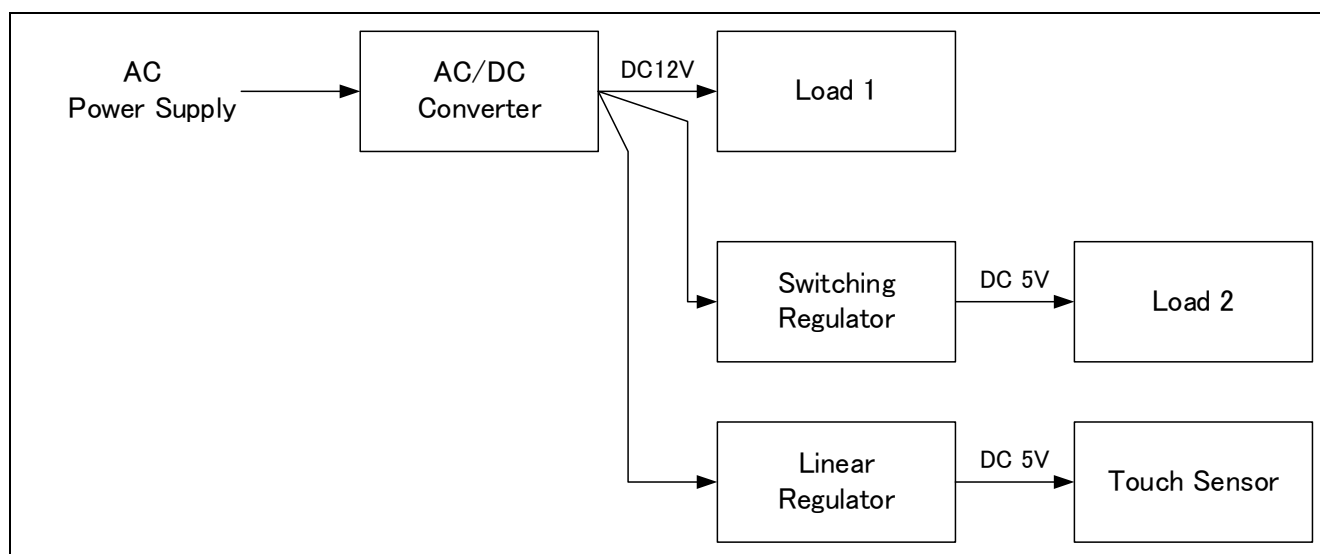 AC
Power Supply
AC/DC
Converter
DC12V
Load 1
Switching
Regulator
DC 5V
Load 2
Linear
Regulator
DC 5V
Touch Sensor